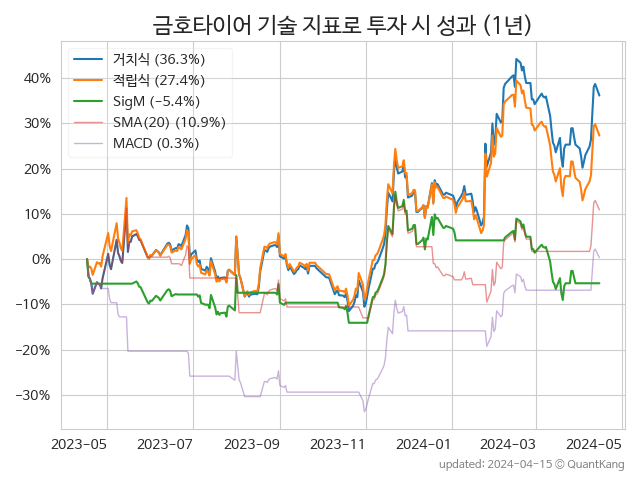 금호타이어 기술 지표로 투자 시 성과 (1년)
거치식 (36.3%)
적립식 (27.4%)
SigM (−5.4%)
SMA(20) (10.9%)
MACD (0.3%)
40%
30%
20%
10%
0%
−10%
−20%
−30%
2023-05 2023-07 2023-09 2023-11 2024-01 2024-03 2024-05
updated: 2024-04-15 © QuantKang